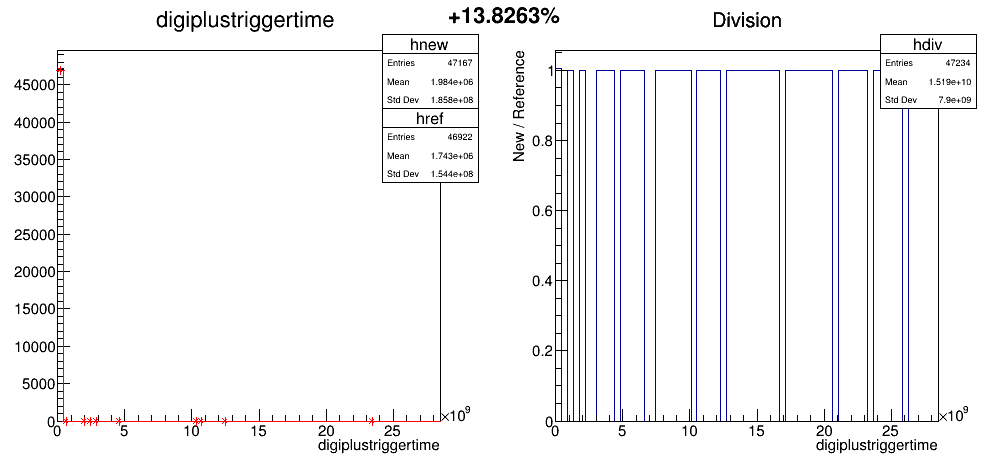 digiplustriggertime
+13.8263%
Division
hnew
Entries 47167
Mean 1.984e+06
Std Dev 1.858e+08
href
Entries 46922
Mean 1.743e+06
Std Dev 1.544e+08
45000
40000
35000
30000
25000
20000
15000
10000
5000
0
0 5 10 15 20 25
×10⁹
digiplustriggertime
New / Reference
hdiv
Entries 47234
Mean 1.519e+10
Std Dev 7.9e+09
1
0.8
0.6
0.4
0.2
0
0 5 10 15 20 25
×10⁹
digiplustriggertime